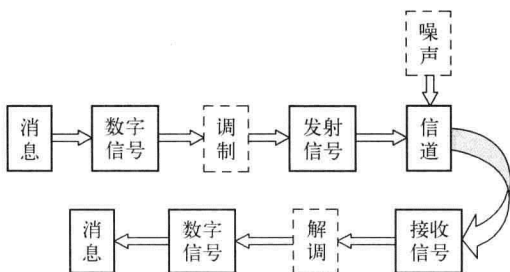 噪
声
消
息
数字
信号
调
制
发射
信号
信
道
消
息
数字
信号
解
调
接收
信号